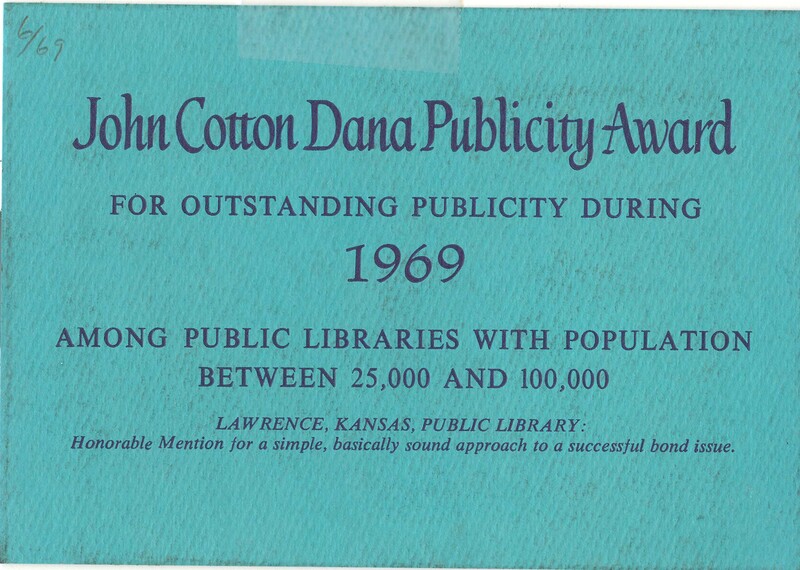 6/69
John Cotton Dana Publicity Award
FOR OUTSTANDING PUBLICITY DURING
1969
AMONG PUBLIC LIBRARIES WITH POPULATION
BETWEEN 25,000 AND 100,000
LAWRENCE, KANSAS, PUBLIC LIBRARY:
Honorable Mention for a simple, basically sound approach to a successful bond issue.